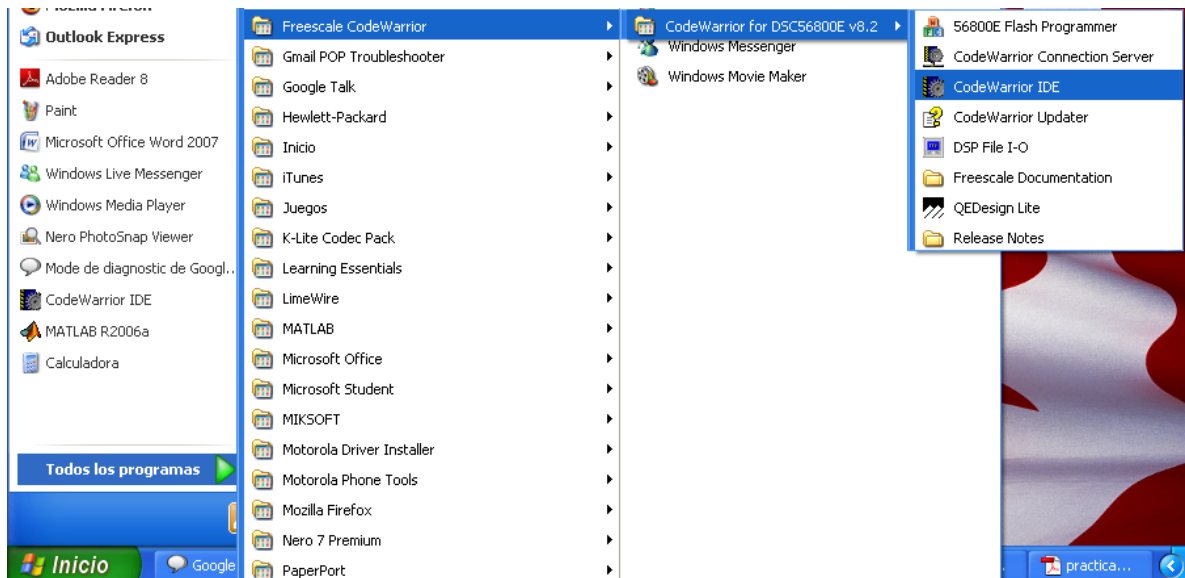 Outlook Express
Adobe Reader 8
Paint
Microsoft Office Word 2007
Windows Live Messenger
Windows Media Player
Nero PhotoSnap Viewer
Mode de diagnostic de Googl...
CodeWarrior IDE
MATLAB R2006a
Calculadora
Todos los programas
Inicio
Google
Freescale CodeWarrior
Gmail POP Troubleshooter
Google Talk
Hewlett-Packard
Inicio
iTunes
Juegos
K-Lite Codec Pack
Learning Essentials
LimeWire
MATLAB
Microsoft Office
Microsoft Student
MIKSOFT
Motorola Driver Installer
Motorola Phone Tools
Mozilla Firefox
Nero 7 Premium
PaperPort
CodeWarrior for DSC56800E v8.2
Windows Messenger
Windows Movie Maker
56800E Flash Programmer
CodeWarrior Connection Server
CodeWarrior IDE
CodeWarrior Updater
DSP File I-O
Freescale Documentation
QEDesign Lite
Release Notes
practica...